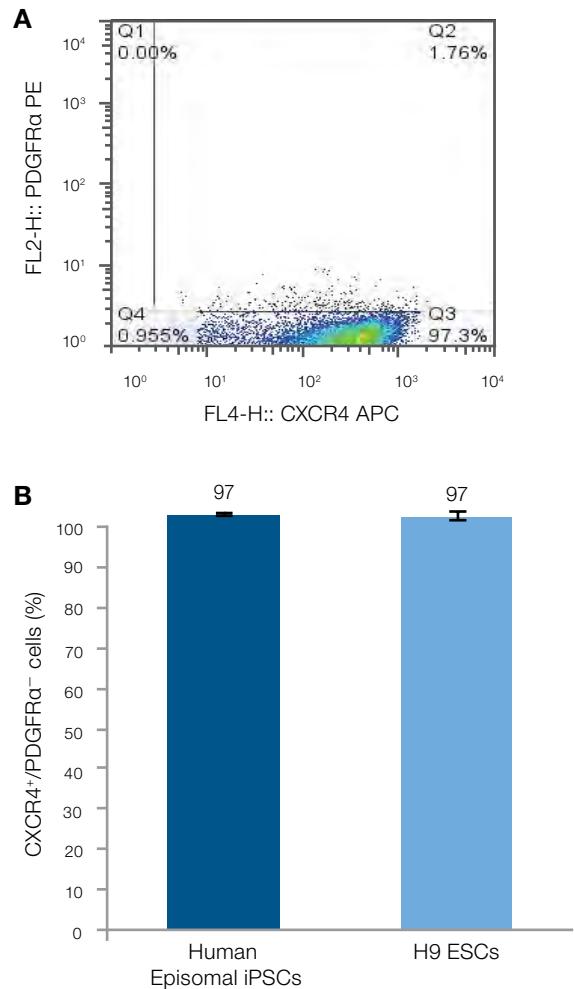 A
Q1
0.00%
Q2
1.76%
10⁴
10³
10²
10¹
10⁰
FL2-H:: PDGFRα PE
Q4
0.955%
Q3
97.3%
10⁰ 10¹ 10² 10³ 10⁴
FL4-H:: CXCR4 APC
B
97 97
100
90
80
70
60
50
40
30
20
10
0
CXCR4⁺/PDGFRα⁻ cells (%)
Human
Episomal iPSCs
H9 ESCs